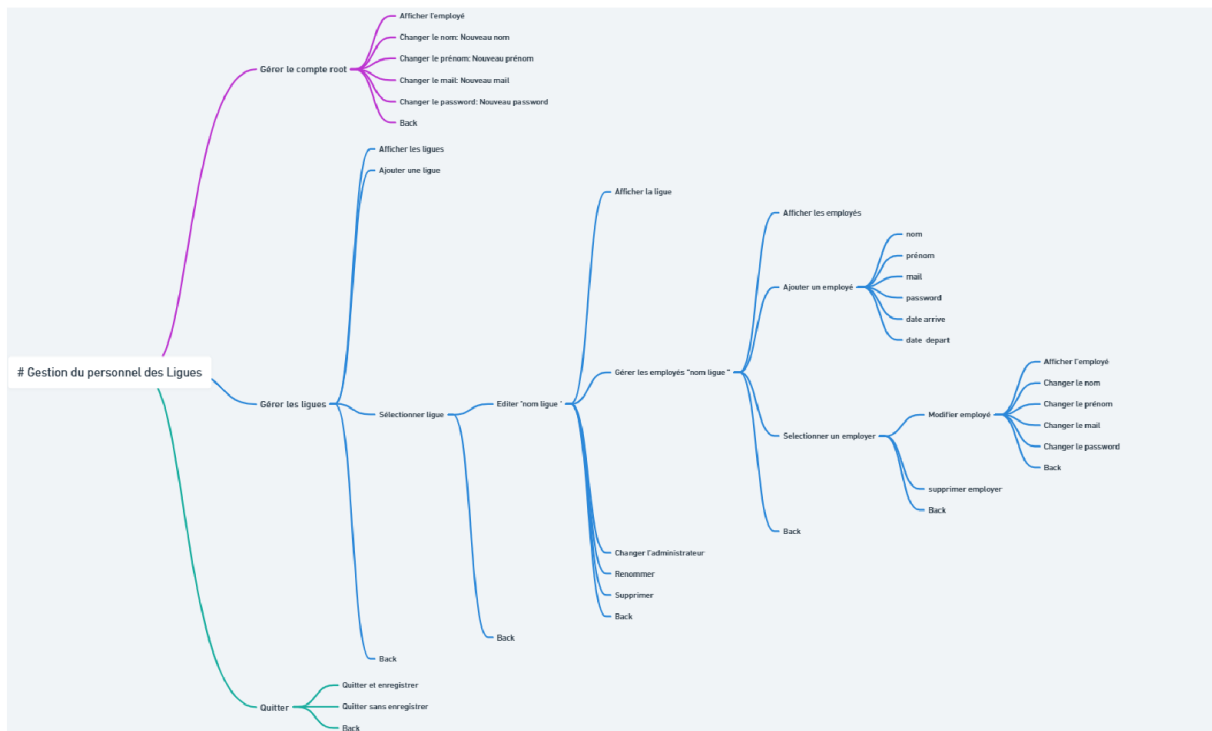 Afficher l'employé
Changer le nom: Nouveau nom
Changer le prénom: Nouveau prénom
Gérer le compte root
Changer le mail: Nouveau mail
Changer le password: Nouveau password
Back
Afficher les ligues
Ajouter une ligue
Afficher la ligue
Afficher les employés
nom
prénom
mail
Ajouter un employé
password
date arrive
date depart
Afficher l'employé
# Gestion du personnel des Ligues
Gérer les employés "nom ligue "
Changer le nom
Gérer les ligues
Sélectionner ligue
Editer "nom ligue "
Changer le prénom
Modifier employé
Changer le mail
Selectionner un employer
Changer le password
Back
supprimer employer
Back
Back
Changer l'administrateur
Renommer
Supprimer
Back
Back
Back
Quitter et enregistrer
Quitter
Quitter sans enregistrer
Back